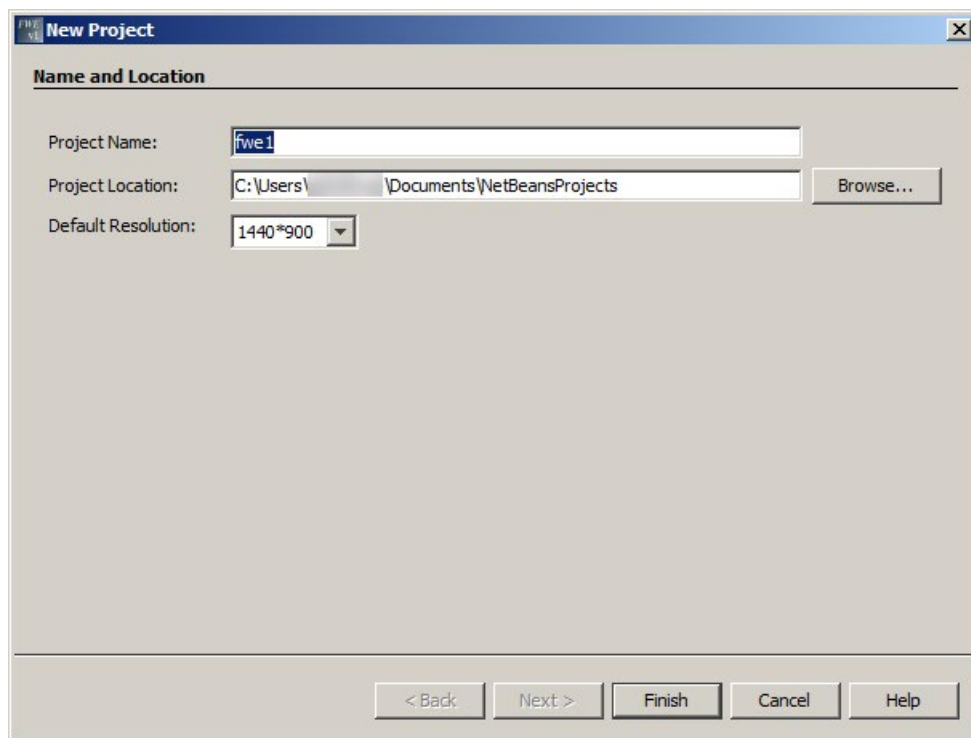 FWE v1 New Project
Name and Location
Project Name: fwe1
Project Location: C:\Users\ \Documents\NetBeansProjects Browse...
Default Resolution: 1440*900
< Back Next > Finish Cancel Help